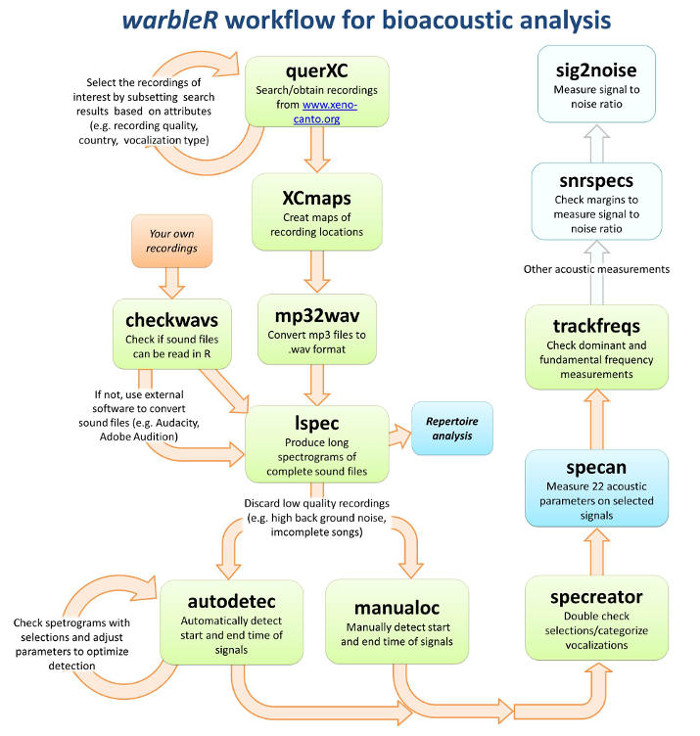 warbleR workflow for bioacoustic analysis
Select the recordings of
interest by subsetting search
results based on attributes
(e.g. recording quality,
country, vocalization type)
querXC
Search/obtain recordings
from www.xeno-
canto.org
XCmaps
Creat maps of
recording locations
Your own
recordings
checkwavs
Check if sound files
can be read in R
mp32wav
Convert mp3 files to
.wav format
If not, use external
software to convert
sound files (e.g. Audacity,
Adobe Audition)
lspec
Produce long
spectrograms of
complete sound files
Repertoire
analysis
Discard low quality recordings
(e.g. high back ground noise,
imcomplete songs)
Check spetrograms with
selections and adjust
parameters to optimize
detection
autodetec
Automatically detect
start and end time of
signals
manualoc
Manually detect start
and end time of signals
specreator
Double check
selections/categorize
vocalizations
specan
Measure 22 acoustic
parameters on selected
signals
trackfreqs
Check dominant and
fundamental frequency
measurements
Other acoustic measurements
snrspecs
Check margins to
measure signal to
noise ratio
sig2noise
Measure signal to
noise ratio